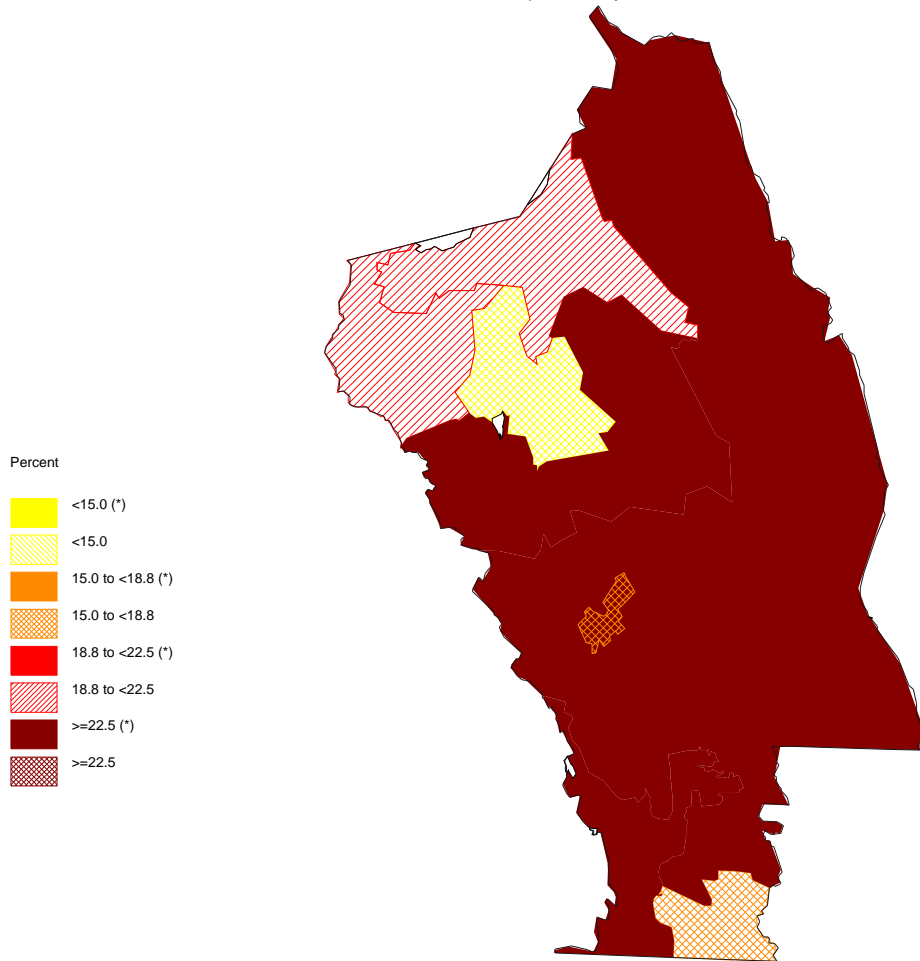 Percent
<15.0 (*)
<15.0
15.0 to <18.8 (*)
15.0 to <18.8
18.8 to <22.5 (*)
18.8 to <22.5
>=22.5 (*)
>=22.5